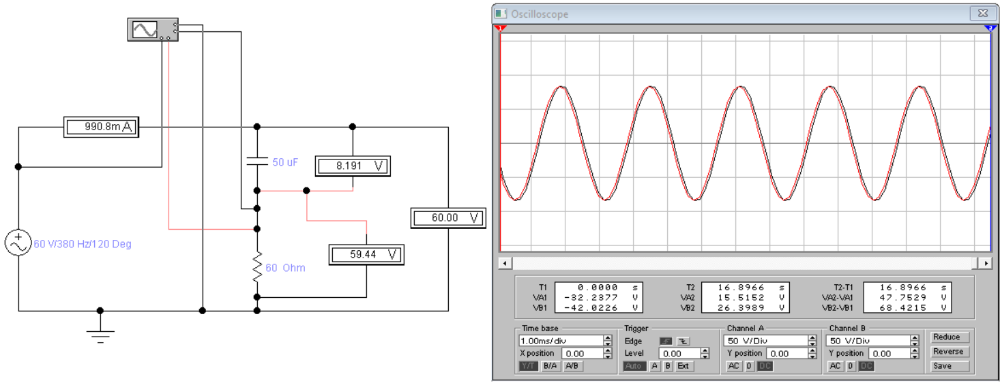 990.8m A
50 uF
8.191 V
60.00 V
60 V/380 Hz/120 Deg
59.44 V
60 Ohm
Oscilloscope
1
2
T1 0.0000 s
VA1 -32.2377 V
VB1 -42.0226 V
T2 16.8966 s
VA2 15.5152 V
VB2 26.3989 V
T2-T1 16.8966 s
VA2-VA1 47.7529 V
VB2-VB1 68.4215 V
Time base
1.00ms/div
X position 0.00
Y/T B/A A/B
Trigger
Edge
Level 0.00
Auto A B Ext
Channel A
50 V/Div
Y position 0.00
AC 0 DC
Channel B
50 V/Div
Y position 0.00
AC 0 DC
Reduce
Reverse
Save